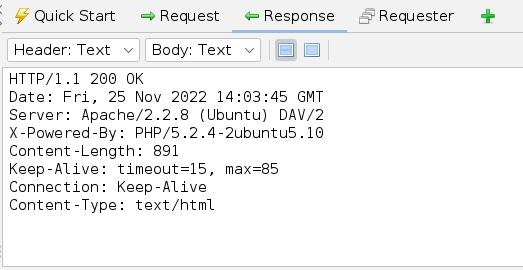 Quick Start Request Response Requester
Header: Text Body: Text
HTTP/1.1 200 OK
Date: Fri, 25 Nov 2022 14:03:45 GMT
Server: Apache/2.2.8 (Ubuntu) DAV/2
X-Powered-By: PHP/5.2.4-2ubuntu5.10
Content-Length: 891
Keep-Alive: timeout=15, max=85
Connection: Keep-Alive
Content-Type: text/html